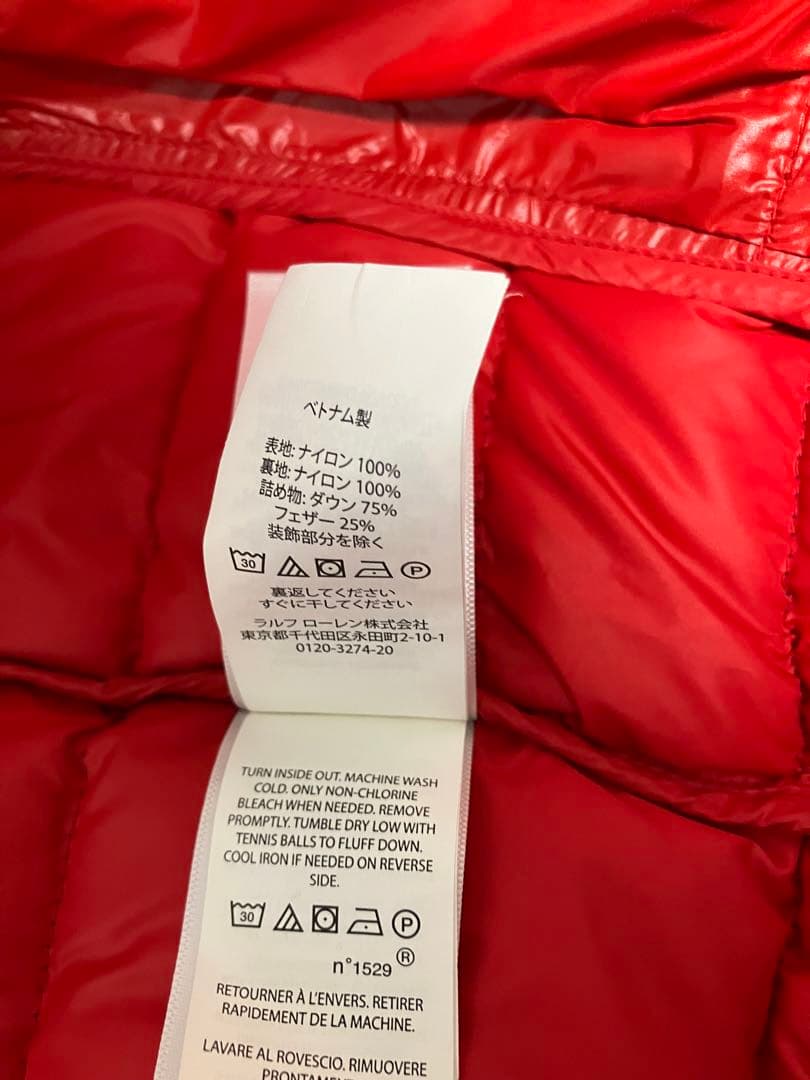 ベトナム製
表地: ナイロン 100%
裏地: ナイロン 100%
詰め物: ダウン 75%
フェザー 25%
装飾部分を除く
30 P
裏返してください
すぐに干してください
ラルフ ローレン株式会社
東京都千代田区永田町2-10-1
0120-3274-20
TURN INSIDE OUT. MACHINE WASH
COLD. ONLY NON-CHLORINE
BLEACH WHEN NEEDED. REMOVE
PROMPTLY. TUMBLE DRY LOW WITH
TENNIS BALLS TO FLUFF DOWN.
COOL IRON IF NEEDED ON REVERSE
SIDE.
30 P
n°1529 ®
RETOURNER À L'ENVERS. RETIRER
RAPIDEMENT DE LA MACHINE.
LAVARE AL ROVESCIO. RIMUOVERE
PRONTAMENTE